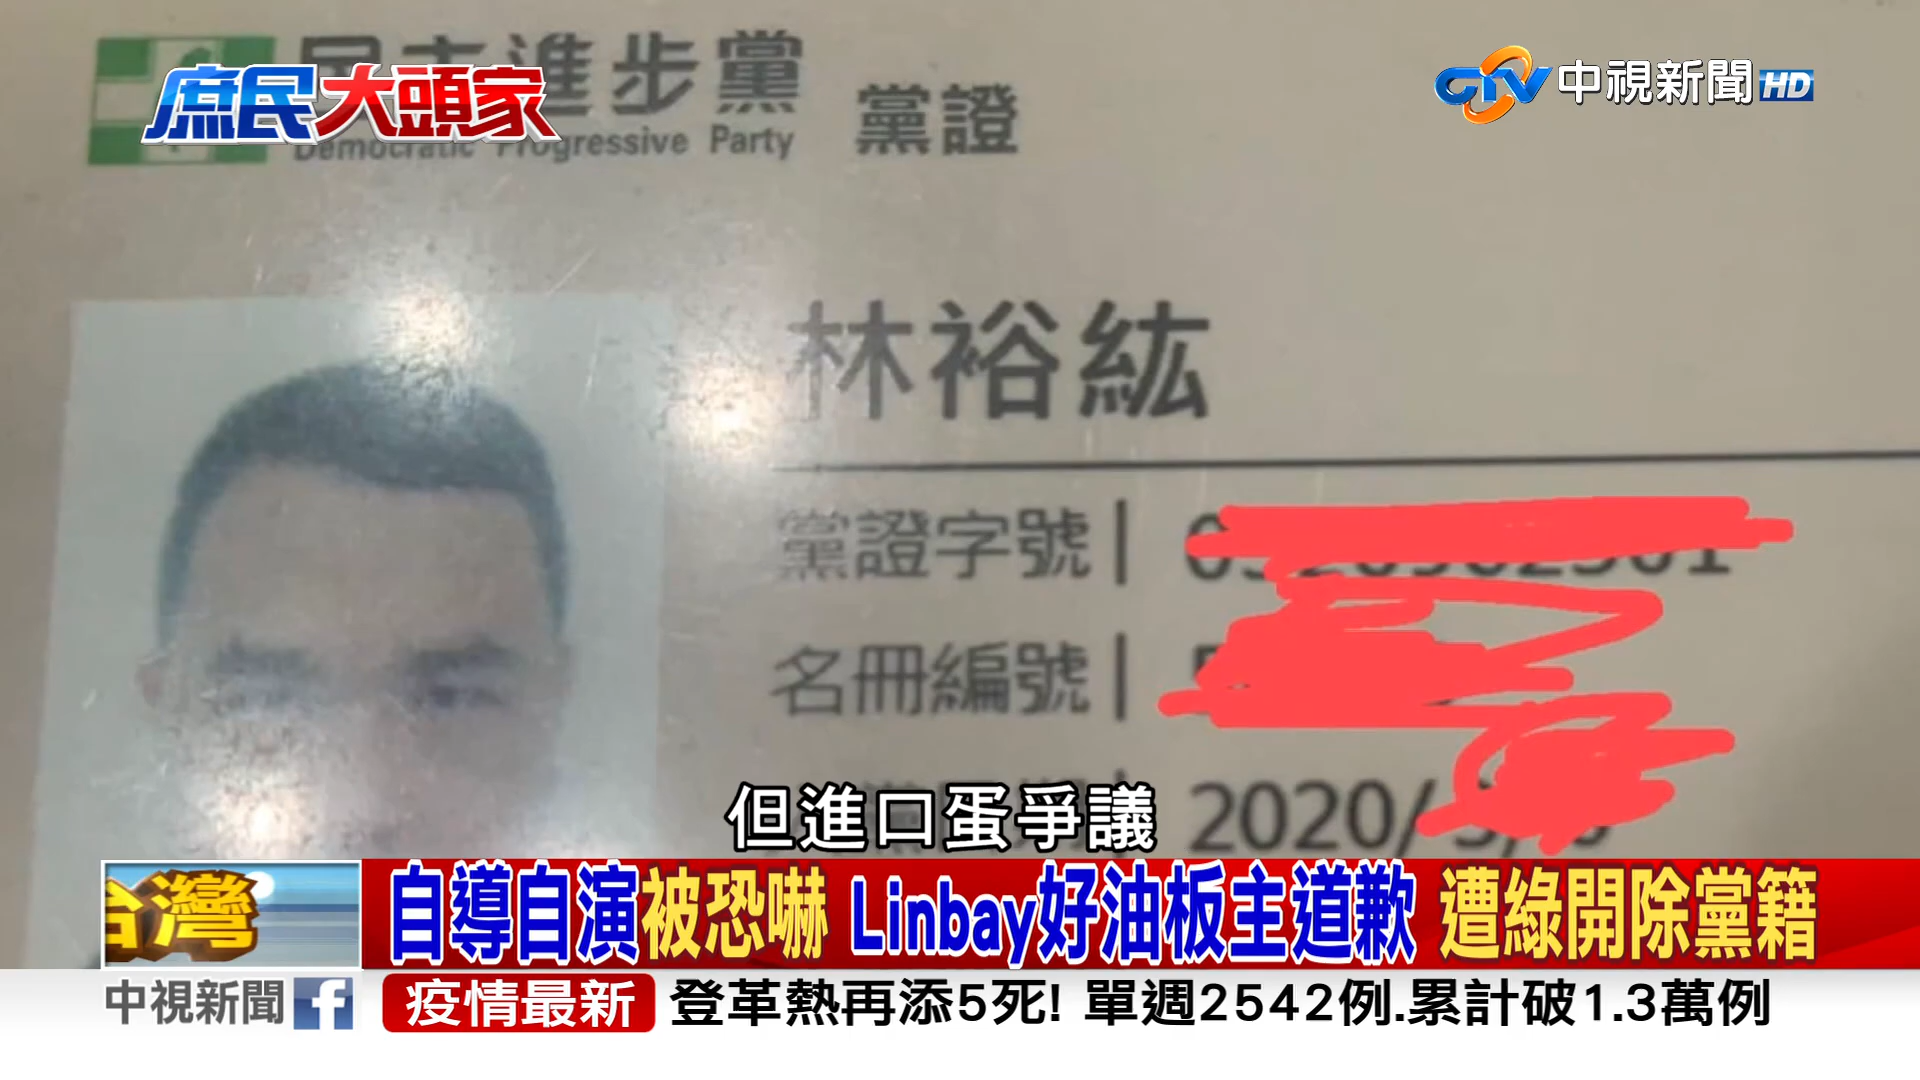 民主進步黨
Democratic Progressive Party 黨證
庶民大頭家
CTV中視新聞HD
林裕紘
黨證字號
名冊編號
2020/
但進口蛋爭議
台灣
自導自演被恐嚇 Linbay好油板主道歉 遭綠開除黨籍
中視新聞 f 疫情最新 登革熱再添5死! 單週2542例.累計破1.3萬例